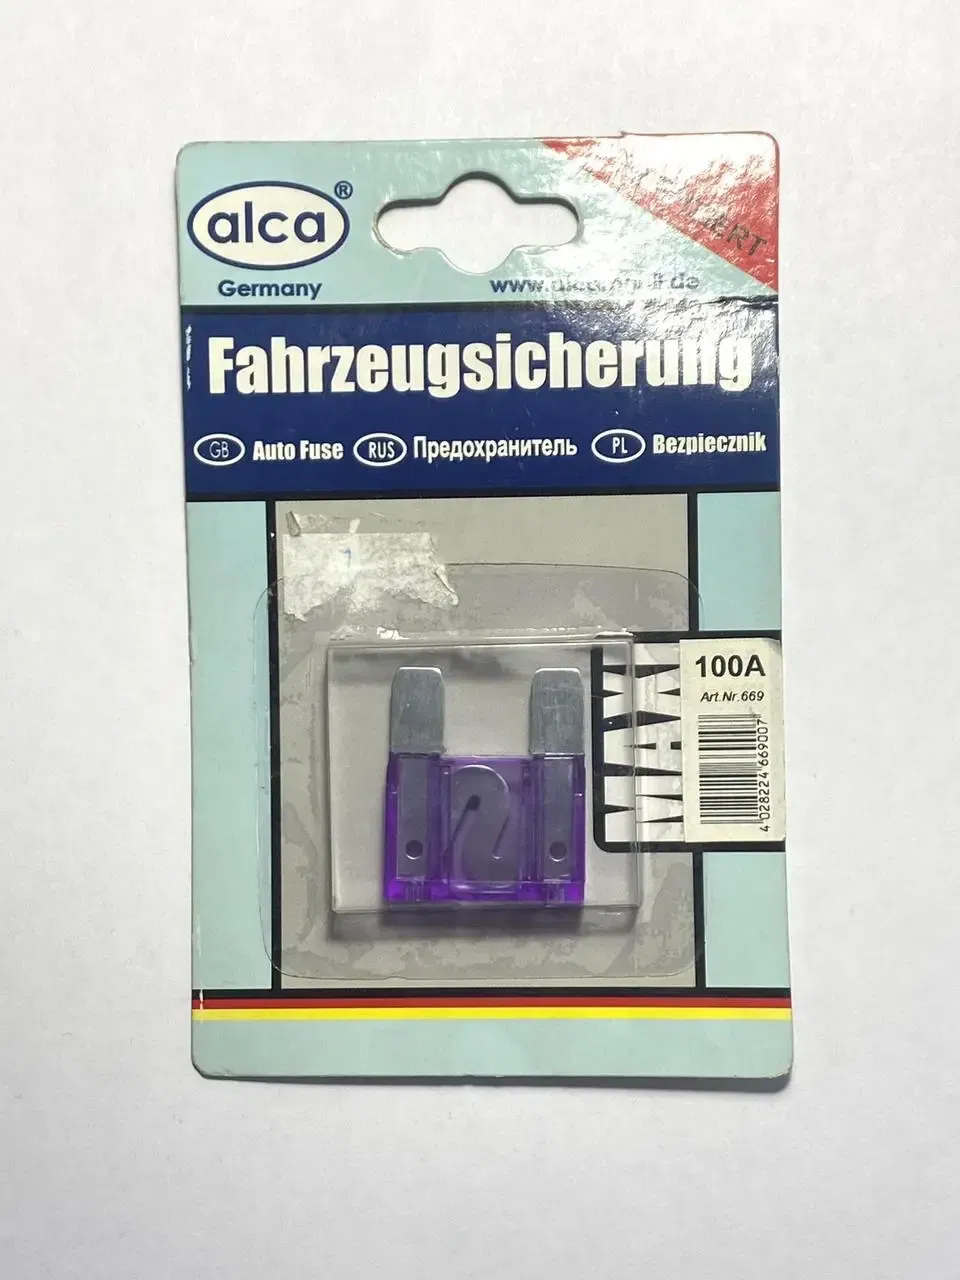 alca®
Germany
Fahrzeugsicherung
GB Auto Fuse RUS Предохранитель PL Bezpiecznik
MAXI
100A
Art.Nr.669
4 028224 669007